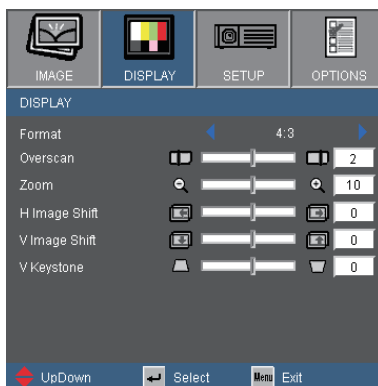 IMAGE DISPLAY SETUP OPTIONS
DISPLAY
Format 4:3
Overscan 2
Zoom 10
H Image Shift 0
V Image Shift 0
V Keystone 0
UpDown Select Menu Exit